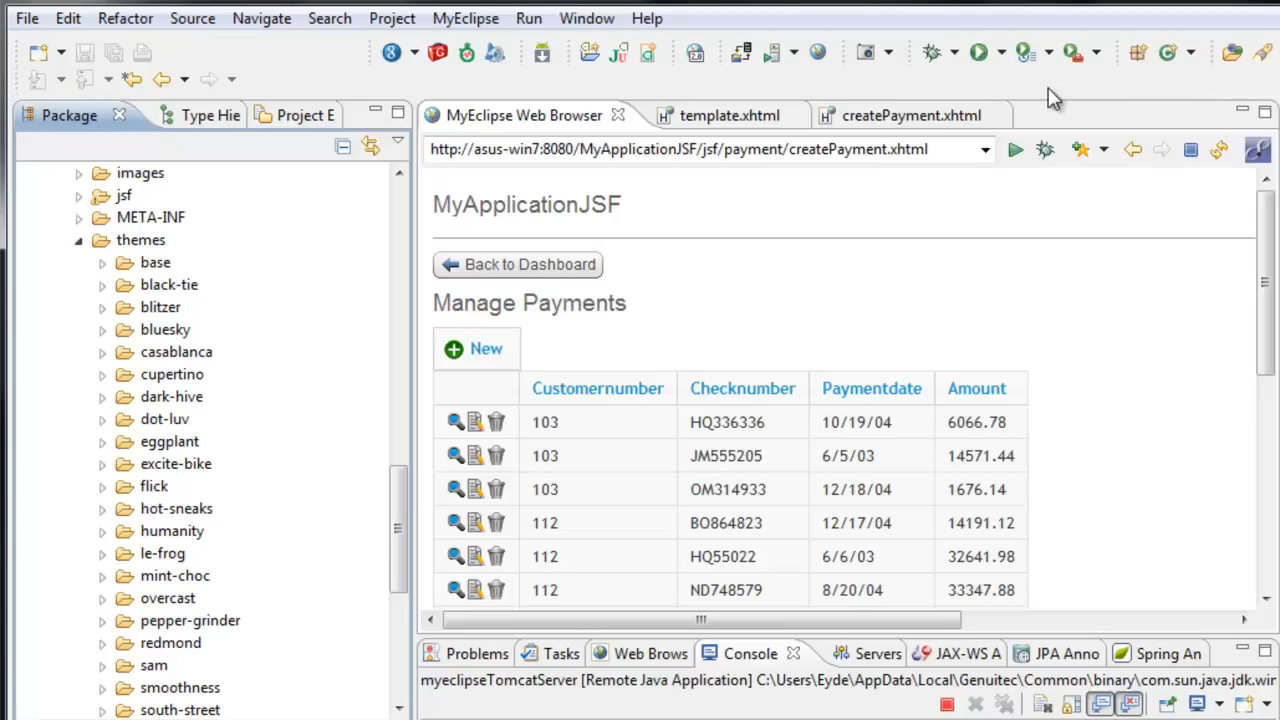 File Edit Refactor Source Navigate Search Project MyEclipse Run Window Help
Package Type Hie Project E
images
jsf
META-INF
themes
base
black-tie
blitzer
bluesky
casablanca
cupertino
dark-hive
dot-luv
eggplant
excite-bike
flick
hot-sneaks
humanity
le-frog
mint-choc
overcast
pepper-grinder
redmond
sam
smoothness
south-street
MyEclipse Web Browser template.xhtml createPayment.xhtml
http://asus-win7:8080/MyApplicationJSF/jsf/payment/createPayment.xhtml
MyApplicationJSF
Back to Dashboard
Manage Payments
New
Customernumber Checknumber Paymentdate Amount
103 HQ336336 10/19/04 6066.78
103 JM555205 6/5/03 14571.44
103 OM314933 12/18/04 1676.14
112 BO864823 12/17/04 14191.12
112 HQ55022 6/6/03 32641.98
112 ND748579 8/20/04 33347.88
Problems Tasks Web Brows Console Servers JAX-WS A JPA Anno Spring An
myeclipseTomcatServer [Remote Java Application] C:\Users\Eyde\AppData\Local\Genuitec\Common\binary\com.sun.java.jdk.wir